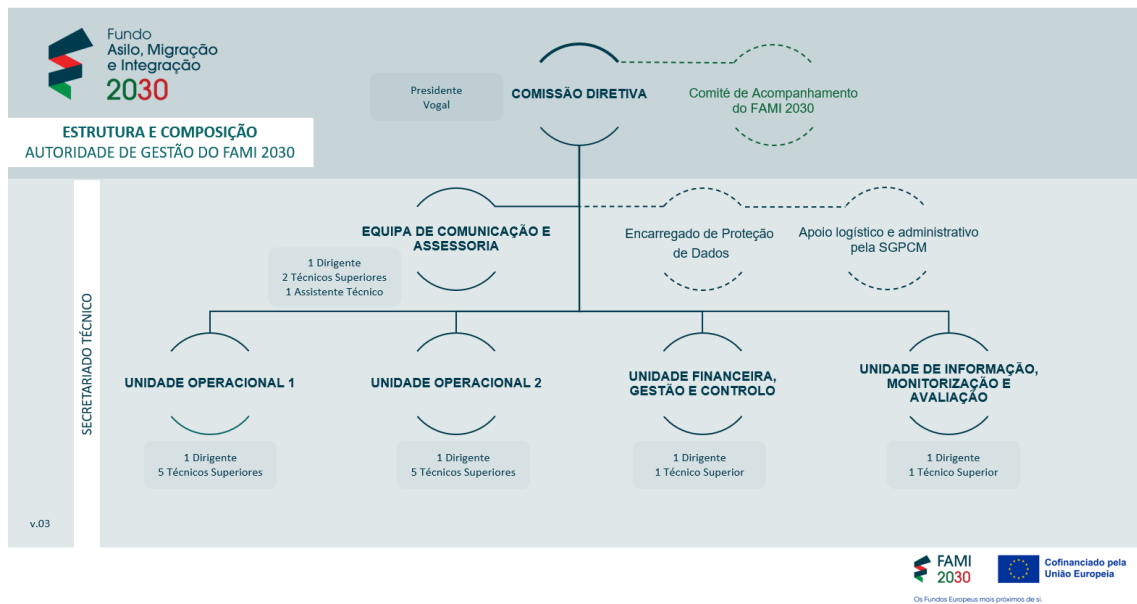 Fundo
Asilo, Migração
e Integração
2030
ESTRUTURA E COMPOSIÇÃO
AUTORIDADE DE GESTÃO DO FAMI 2030
Presidente
Vogal
COMISSÃO DIRETIVA
Comité de Acompanhamento
do FAMI 2030
SECRETARIADO TÉCNICO
EQUIPA DE COMUNICAÇÃO E
ASSESSORIA
1 Dirigente
2 Técnicos Superiores
1 Assistente Técnico
Encarregado de Proteção
de Dados
Apoio logístico e administrativo
pela SGPCM
UNIDADE OPERACIONAL 1
1 Dirigente
5 Técnicos Superiores
UNIDADE OPERACIONAL 2
1 Dirigente
5 Técnicos Superiores
UNIDADE FINANCEIRA,
GESTÃO E CONTROLO
1 Dirigente
1 Técnico Superior
UNIDADE DE INFORMAÇÃO,
MONITORIZAÇÃO E
AVALIAÇÃO
1 Dirigente
1 Técnico Superior
v.03
FAMI
2030
Cofinanciado pela
União Europeia
Os Fundos Europeus mais próximos de si.